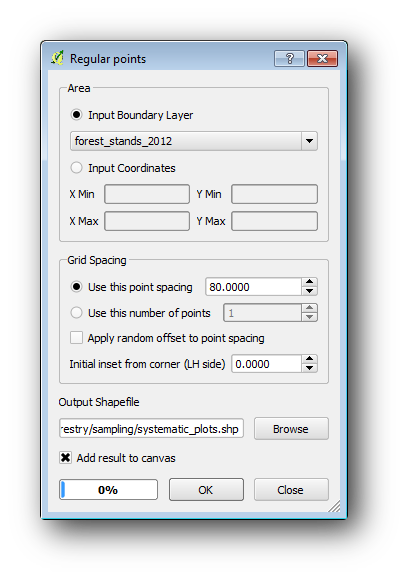 Regular points
Area
Input Boundary Layer
forest_stands_2012
Input Coordinates
X Min Y Min
X Max Y Max
Grid Spacing
Use this point spacing 80.0000
Use this number of points 1
Apply random offset to point spacing
Initial inset from corner (LH side) 0.0000
Output Shapefile
restry/sampling/systematic_plots.shp Browse
Add result to canvas
0% OK Close